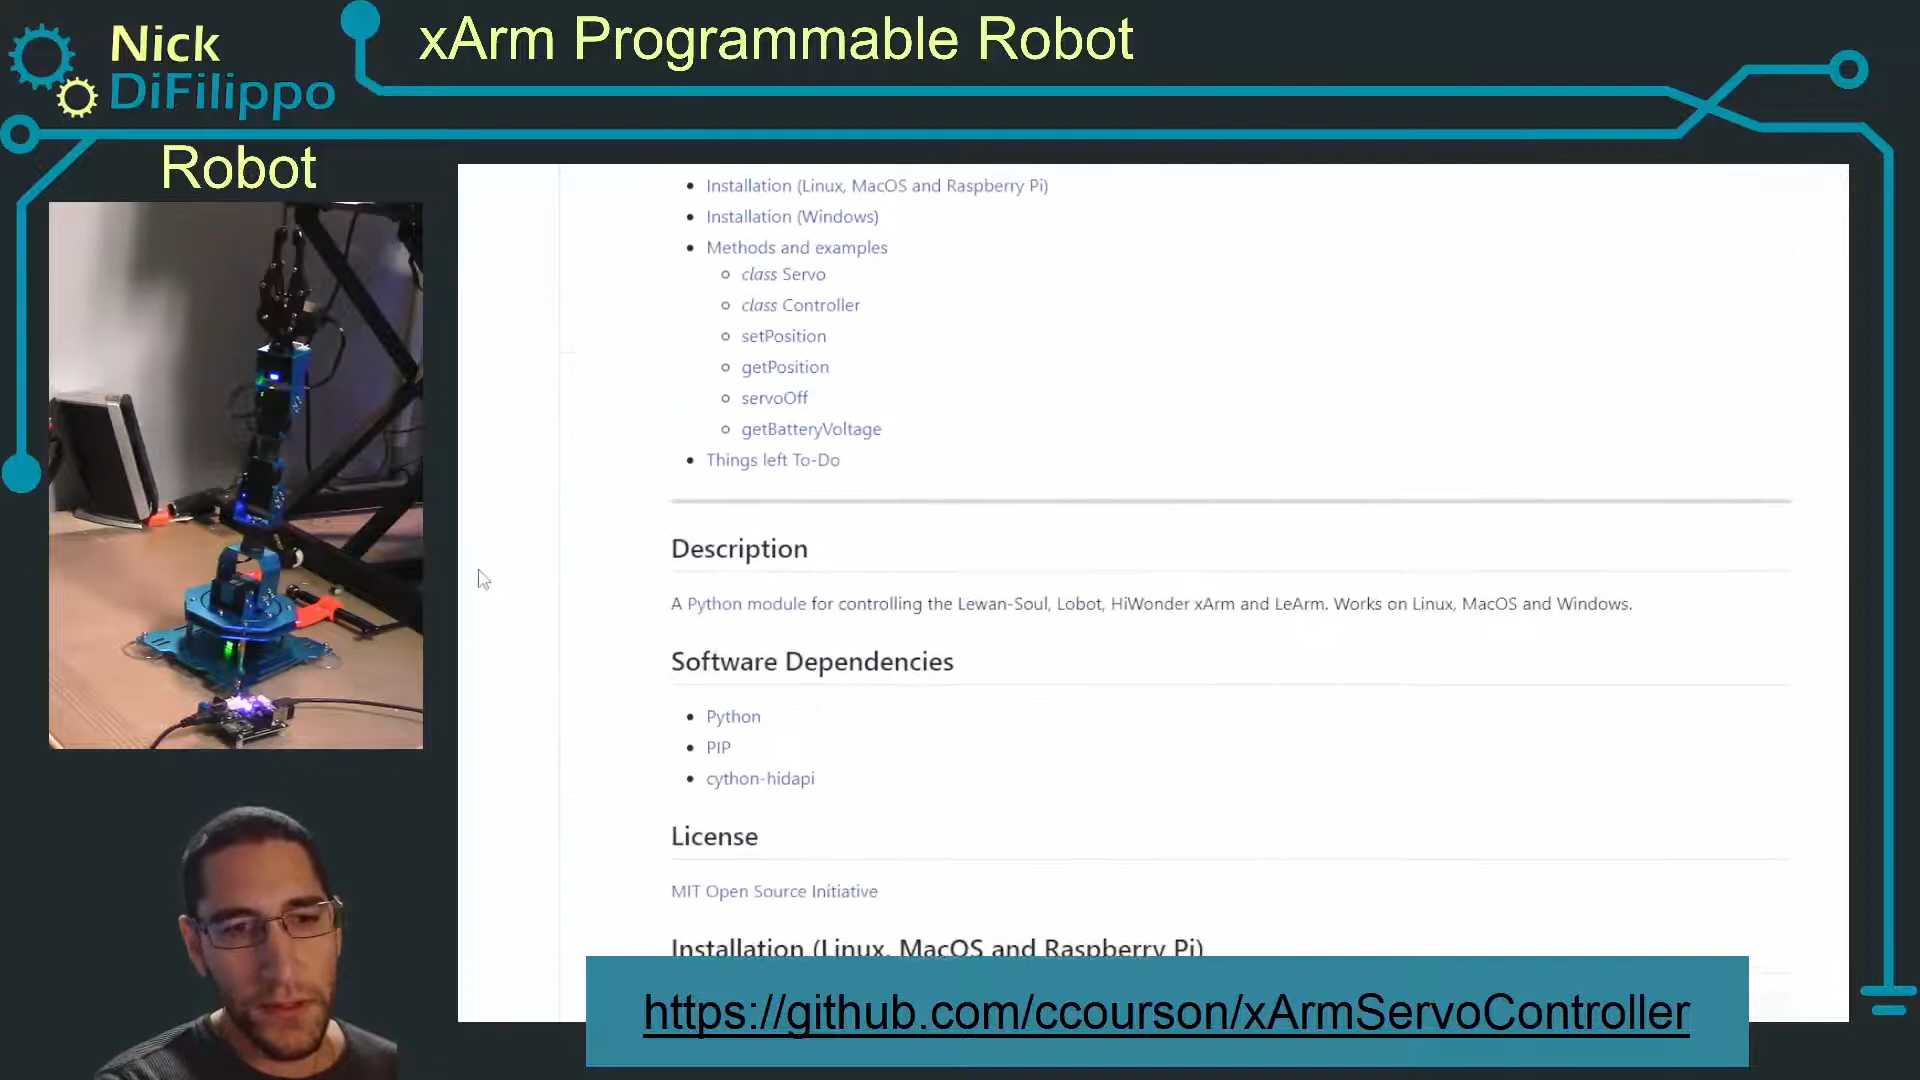 Nick
DiFilippo
xArm Programmable Robot
Robot
Installation (Linux, MacOS and Raspberry Pi)
Installation (Windows)
Methods and examples
class Servo
class Controller
setPosition
getPosition
servoOff
getBatteryVoltage
Things left To-Do
Description
A Python module for controlling the Lewan-Soul, Lobot, HiWonder xArm and LeArm. Works on Linux, MacOS and Windows.
Software Dependencies
Python
PIP
cython-hidapi
License
MIT Open Source Initiative
Installation (Linux, MacOS and Raspberry Pi)
https://github.com/ccourson/xArmServoController